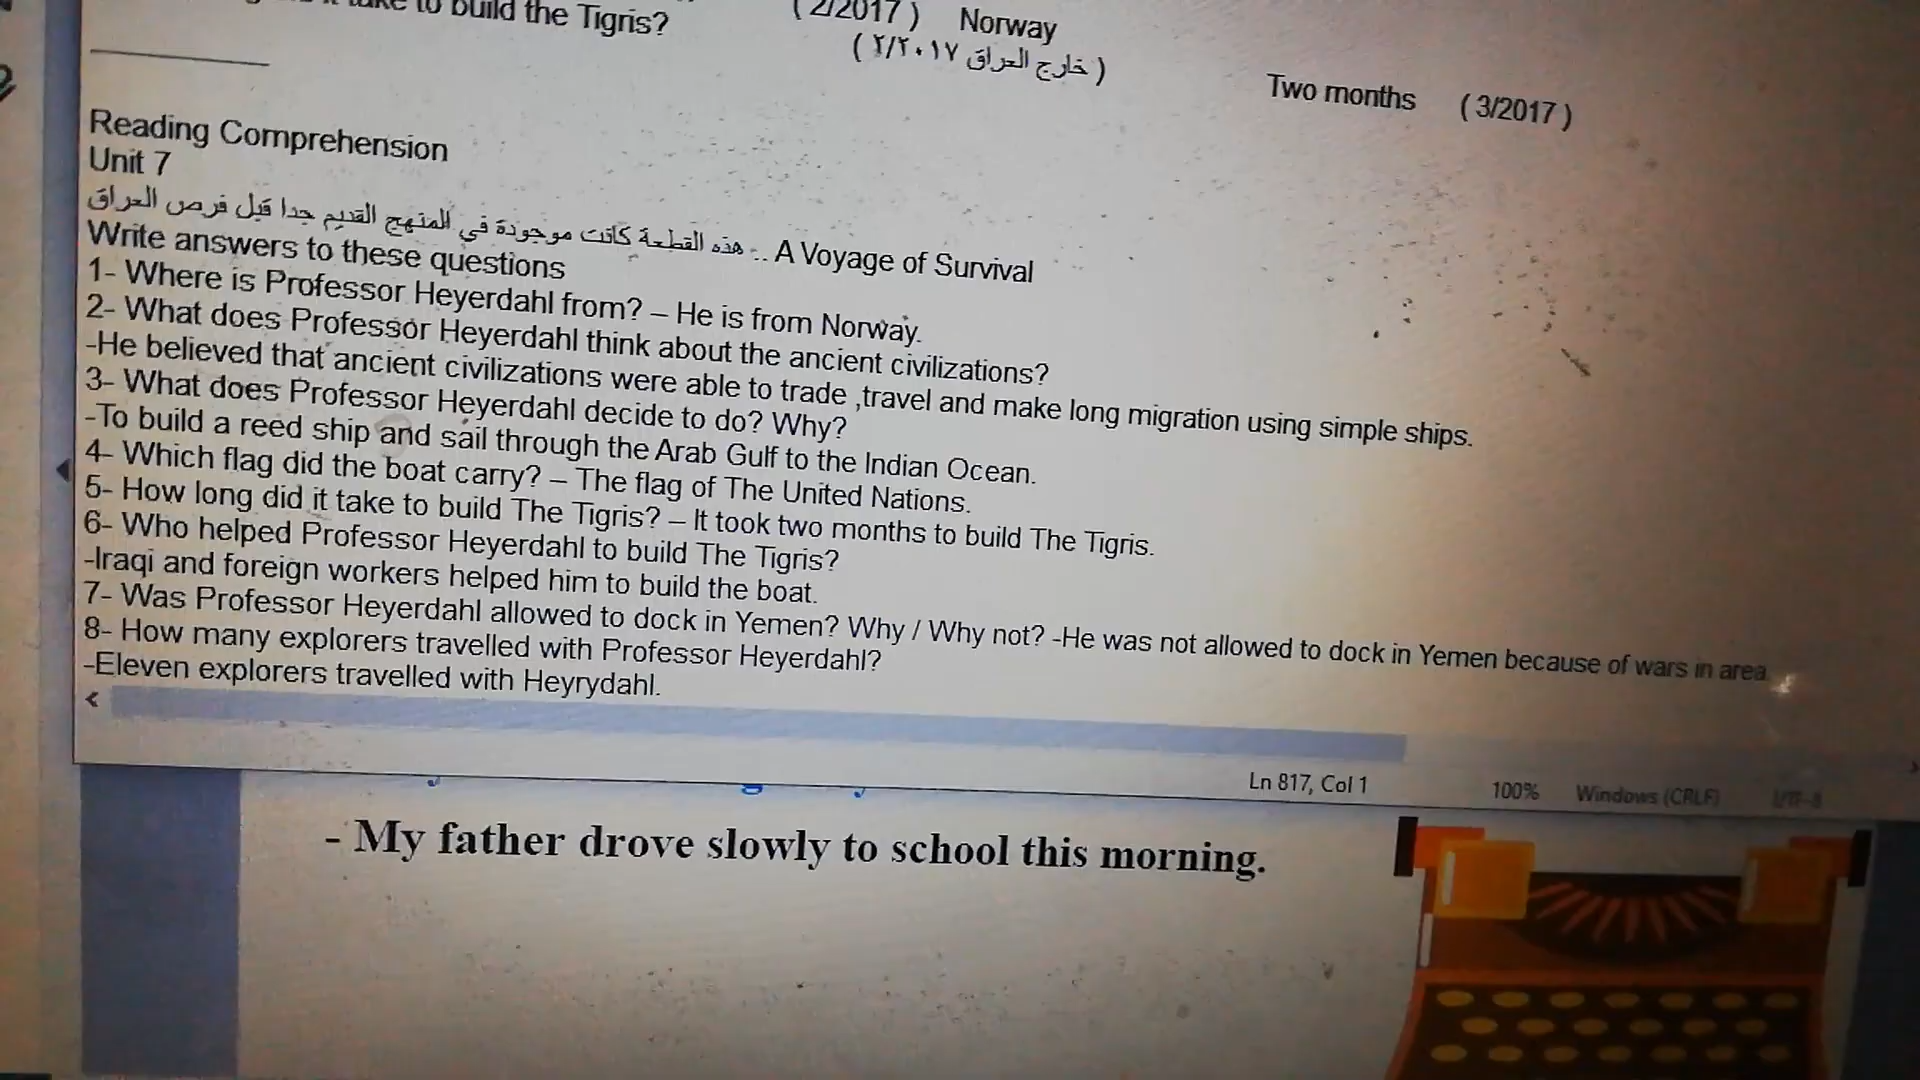 to build the Tigris?
( 2/2017 ) Norway
( خارج العراق ٢/٢٠١٧ )
Two months ( 3/2017 )
Reading Comprehension
Unit 7
A Voyage of Survival .. هذه القطعة كانت موجودة في المنهج القديم جدا قبل فرص العراق
Write answers to these questions
1- Where is Professor Heyerdahl from? – He is from Norway.
2- What does Professor Heyerdahl think about the ancient civilizations?
-He believed that ancient civilizations were able to trade ,travel and make long migration using simple ships.
3- What does Professor Heyerdahl decide to do? Why?
-To build a reed ship and sail through the Arab Gulf to the Indian Ocean.
4- Which flag did the boat carry? – The flag of The United Nations.
5- How long did it take to build The Tigris? – It took two months to build The Tigris.
6- Who helped Professor Heyerdahl to build The Tigris?
-Iraqi and foreign workers helped him to build the boat.
7- Was Professor Heyerdahl allowed to dock in Yemen? Why / Why not? -He was not allowed to dock in Yemen because of wars in area
8- How many explorers travelled with Professor Heyerdahl?
-Eleven explorers travelled with Heyrydahl.
Ln 817, Col 1 100% Windows (CRLF) UTF-8
- My father drove slowly to school this morning.